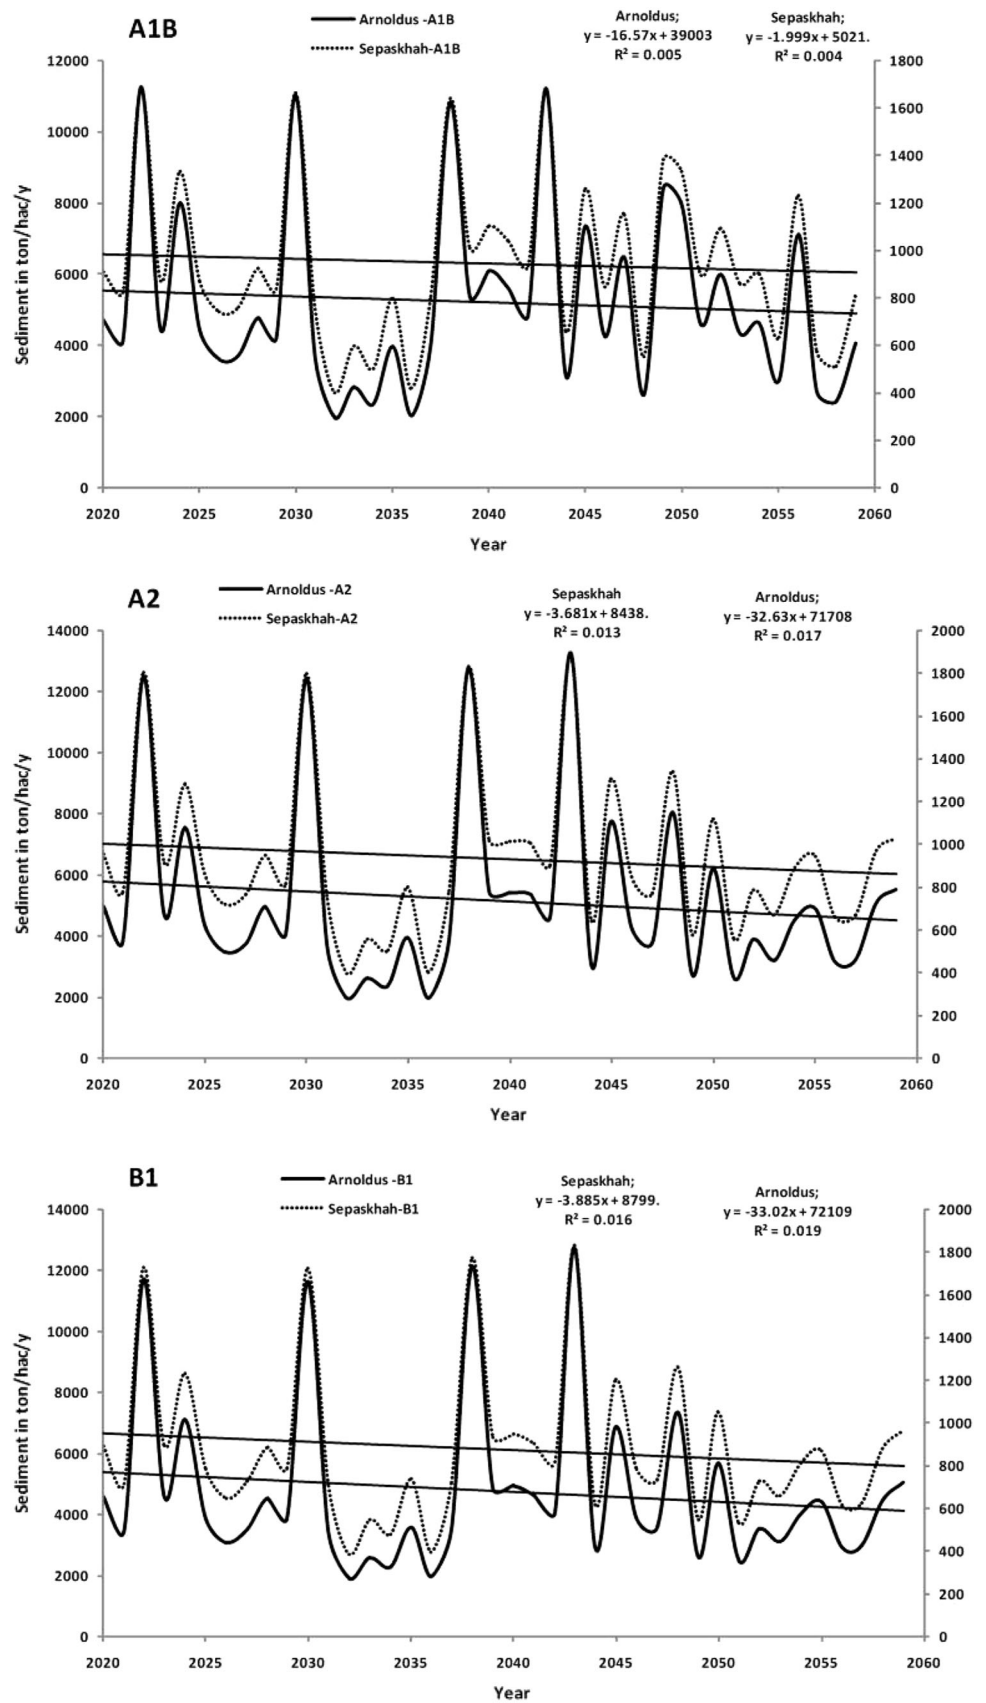 A1B
Arnoldus -A1B
Sepaskhah-A1B
Arnoldus;
y = -16.57x + 39003
R² = 0.005
Sepaskhah;
y = -1.999x + 5021.
R² = 0.004
Sediment in ton/hac/y
12000
10000
8000
6000
4000
2000
0
1800
1600
1400
1200
1000
800
600
400
200
0
2020 2025 2030 2035 2040 2045 2050 2055 2060
Year
A2
Arnoldus -A2
Sepaskhah-A2
Sepaskhah
y = -3.681x + 8438.
R² = 0.013
Arnoldus;
y = -32.63x + 71708
R² = 0.017
Sediment in ton/hac/y
14000
12000
10000
8000
6000
4000
2000
0
2000
1800
1600
1400
1200
1000
800
600
400
200
0
2020 2025 2030 2035 2040 2045 2050 2055 2060
Year
B1
Arnoldus -B1
Sepaskhah-B1
Sepaskhah;
y = -3.885x + 8799.
R² = 0.016
Arnoldus;
y = -33.02x + 72109
R² = 0.019
Sediment in ton/hac/y
14000
12000
10000
8000
6000
4000
2000
0
2000
1800
1600
1400
1200
1000
800
600
400
200
0
2020 2025 2030 2035 2040 2045 2050 2055 2060
Year